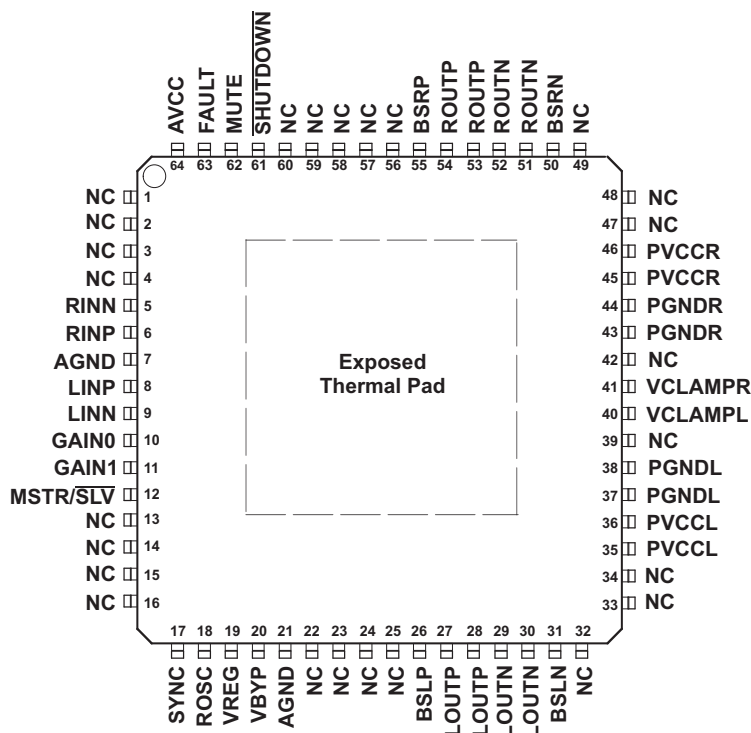 AVCC
FAULT
MUTE
SHUTDOWN
NC
NC
NC
NC
NC
BSRP
ROUTP
ROUTP
ROUTN
ROUTN
BSRN
NC
64 63 62 61 60 59 58 57 56 55 54 53 52 51 50 49
NC 1 48 NC
NC 2 47 NC
NC 3 46 PVCCR
NC 4 45 PVCCR
RINN 5 44 PGNDR
RINP 6 43 PGNDR
AGND 7 42 NC
LINP 8 41 VCLAMPR
LINN 9 40 VCLAMPL
GAIN0 10 39 NC
GAIN1 11 38 PGNDL
MSTR/SLV 12 37 PGNDL
NC 13 36 PVCCL
NC 14 35 PVCCL
NC 15 34 NC
NC 16 33 NC
Exposed
Thermal Pad
17 18 19 20 21 22 23 24 25 26 27 28 29 30 31 32
SYNC
ROSC
VREG
VBYP
AGND
NC
NC
NC
NC
BSLP
LOUTP
LOUTP
LOUTN
LOUTN
BSLN
NC